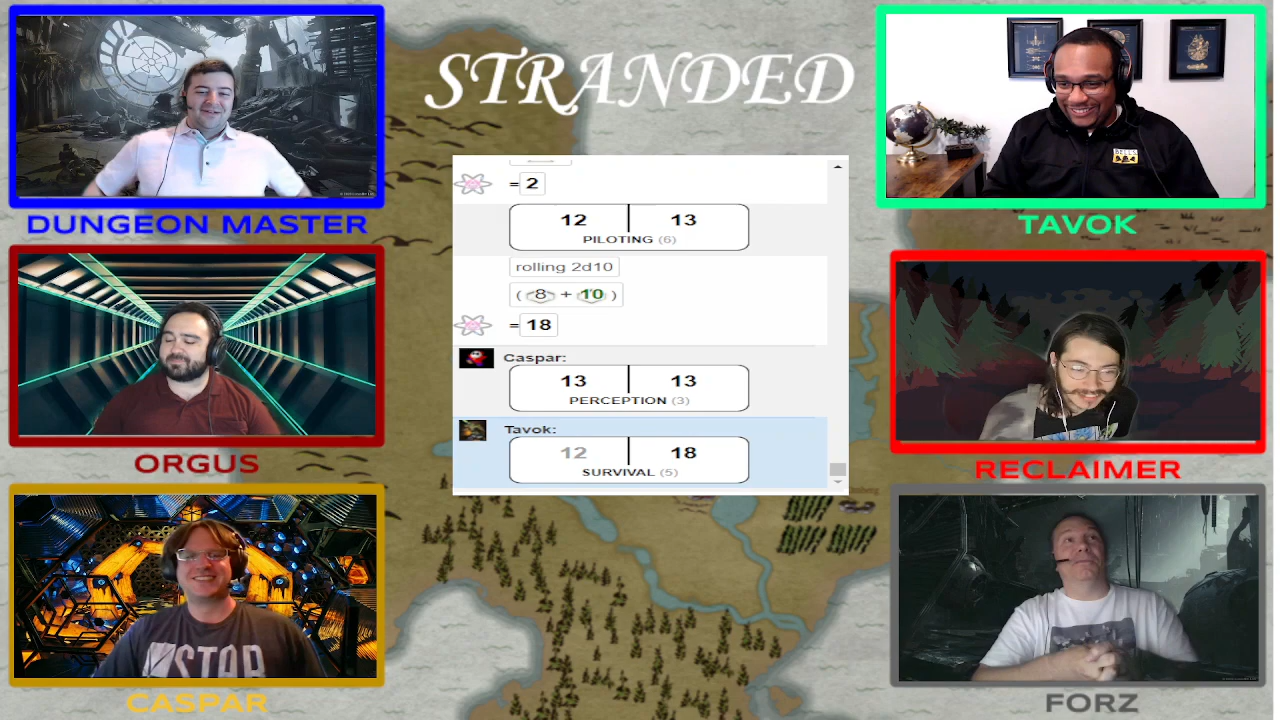 STRANDED
DUNGEON MASTER
TAVOK
ORGUS
RECLAIMER
CASPAR
FORZ
=2
12 13
PILOTING (6)
rolling 2d10
( 8 + 10 )
=18
Caspar:
13 13
PERCEPTION (3)
Tavok:
12 18
SURVIVAL (5)